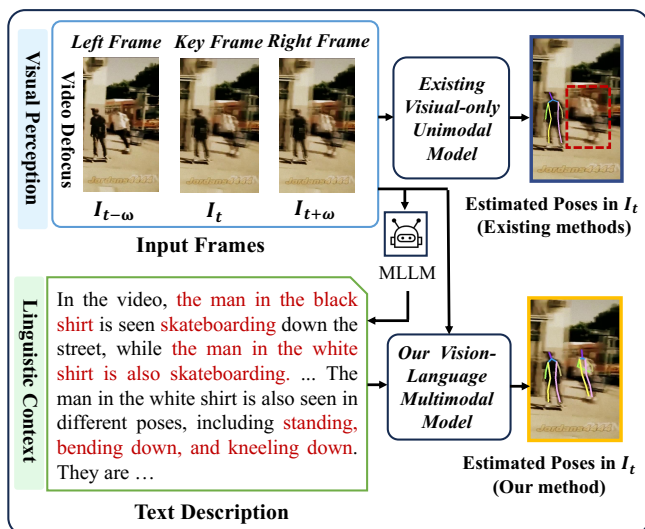 Left Frame Key Frame Right Frame
Visual Perception
Video Defocus
I_{t-ω} I_t I_{t+ω}
Input Frames
Existing
Visiual-only
Unimodal
Model
Estimated Poses in I_t
(Existing methods)
MLLM
Linguistic Context
In the video, the man in the black
shirt is seen skateboarding down the
street, while the man in the white
shirt is also skateboarding. ... The
man in the white shirt is also seen in
different poses, including standing,
bending down, and kneeling down.
They are …
Text Description
Our Vision-
Language
Multimodal
Model
Estimated Poses in I_t
(Our method)